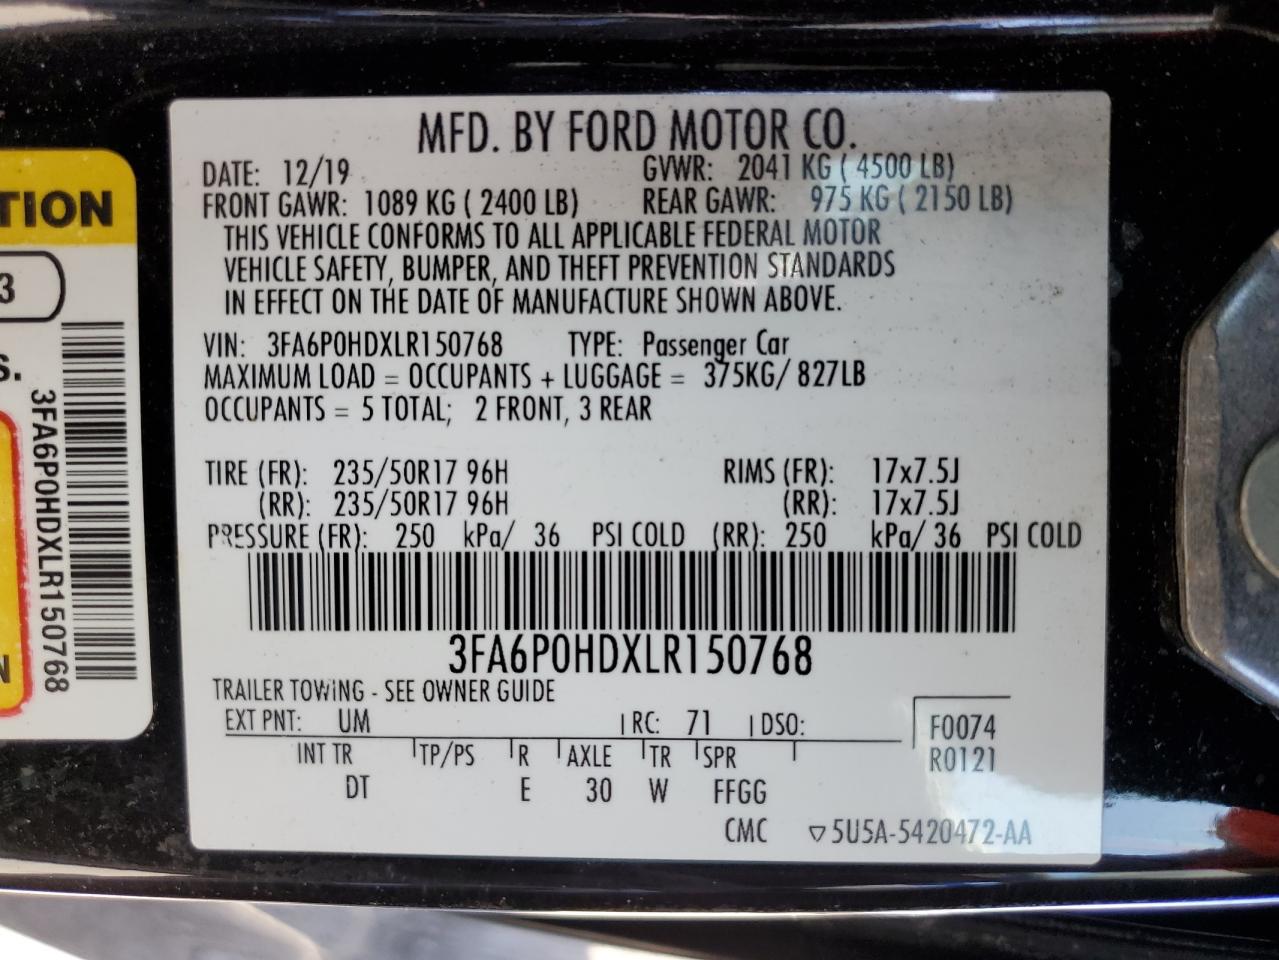 MFD. BY FORD MOTOR CO.
DATE: 12/19 GVWR: 2041 KG ( 4500 LB)
FRONT GAWR: 1089 KG ( 2400 LB) REAR GAWR: 975 KG ( 2150 LB)
THIS VEHICLE CONFORMS TO ALL APPLICABLE FEDERAL MOTOR
VEHICLE SAFETY, BUMPER, AND THEFT PREVENTION STANDARDS
IN EFFECT ON THE DATE OF MANUFACTURE SHOWN ABOVE.
VIN: 3FA6P0HDXLR150768 TYPE: Passenger Car
MAXIMUM LOAD = OCCUPANTS + LUGGAGE = 375KG/ 827LB
OCCUPANTS = 5 TOTAL; 2 FRONT, 3 REAR
TIRE (FR): 235/50R17 96H RIMS (FR): 17x7.5J
(RR): 235/50R17 96H (RR): 17x7.5J
PRESSURE (FR): 250 kPa/ 36 PSI COLD (RR): 250 kPa/ 36 PSI COLD
3FA6P0HDXLR150768
TRAILER TOWING - SEE OWNER GUIDE
EXT PNT: UM RC: 71 DSO: F0074
INT TR TP/PS R AXLE TR SPR R0121
DT E 30 W FFGG
CMC ▽5U5A-5420472-AA
TION
3
S.
3FA6P0HDXLR150768
N